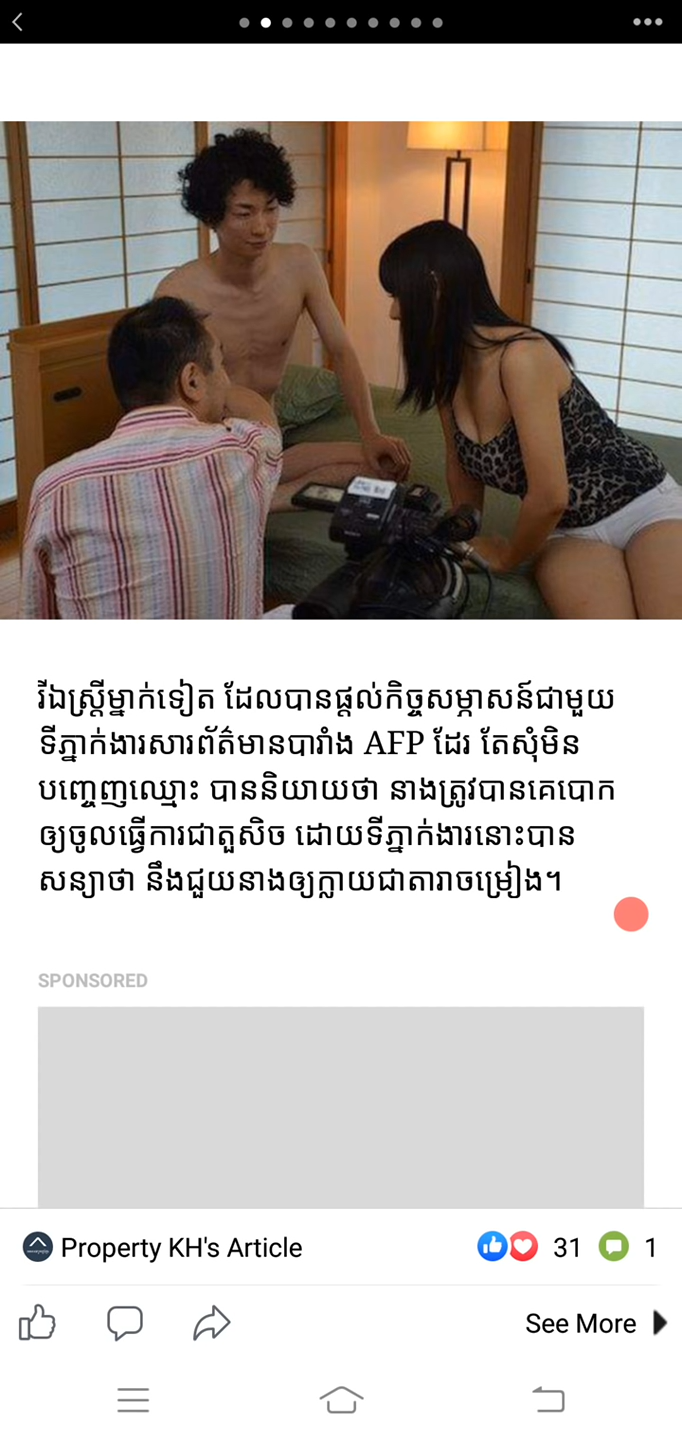 រីឯស្ត្រីម្នាក់ទៀត ដែលបានផ្តល់កិច្ចសម្ភាសន៍ជាមួយ
ទីភ្នាក់ងារសារព័ត៌មានបារាំង AFP ដែរ តែសុំមិន
បញ្ចេញឈ្មោះ បាននិយាយថា នាងត្រូវបានគេបោក
ឲ្យចូលធ្វើការជាតួសិច ដោយទីភ្នាក់ងារនោះបាន
សន្យាថា នឹងជួយនាងឲ្យក្លាយជាតារាចម្រៀង។
SPONSORED
Property KH's Article
31
1
See More